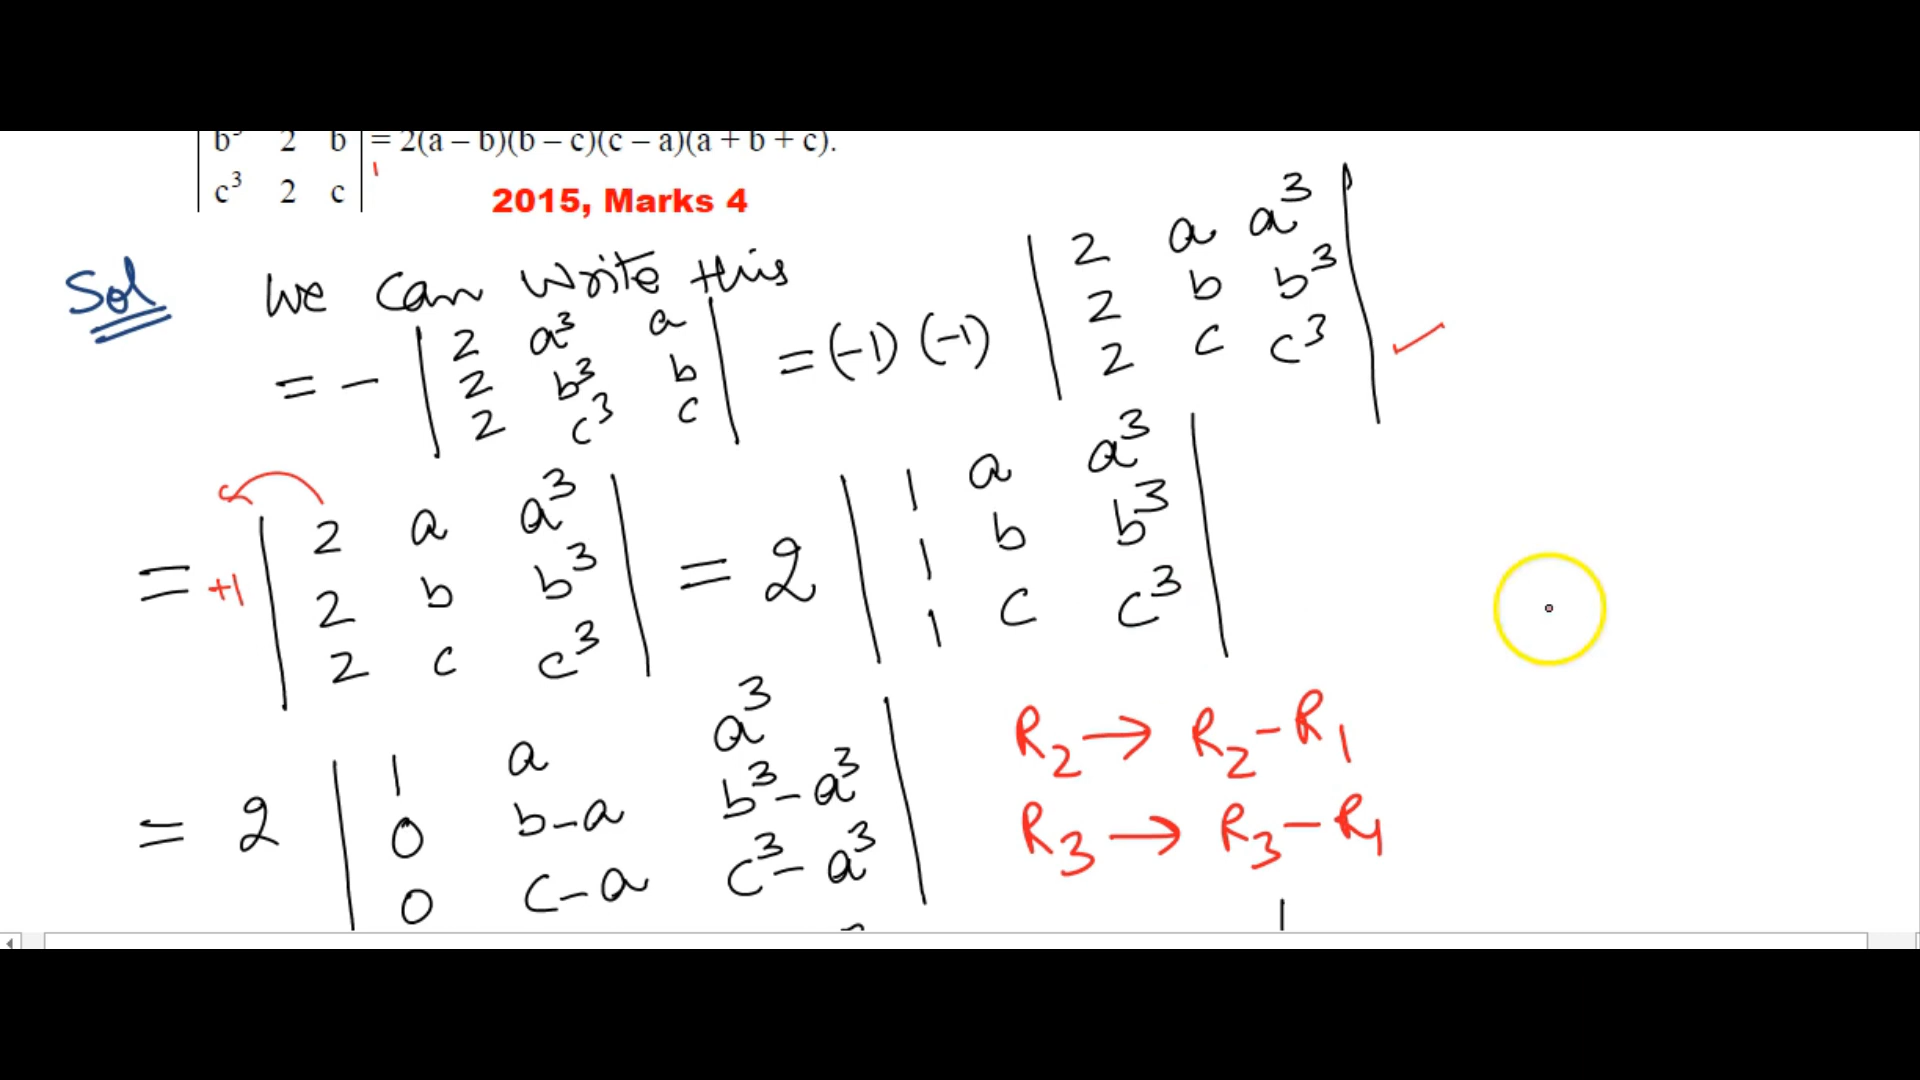 b³ 2 b = 2(a – b)(b – c)(c – a)(a + b + c).
c³ 2 c
2015, Marks 4
Sol We can write this
= - | 2 a³ a | = (-1) (-1) | 2 a a³ |
| 2 b³ b | | 2 b b³ |
| 2 c³ c | | 2 c c³ | ✓
= +1 | 2 a a³ | = 2 | 1 a a³ |
| 2 b b³ | | 1 b b³ |
| 2 c c³ | | 1 c c³ |
= 2 | 1 a a³ | R₂ → R₂ - R₁
| 0 b-a b³-a³ | R₃ → R₃ - R₁
| 0 c-a c³-a³ |